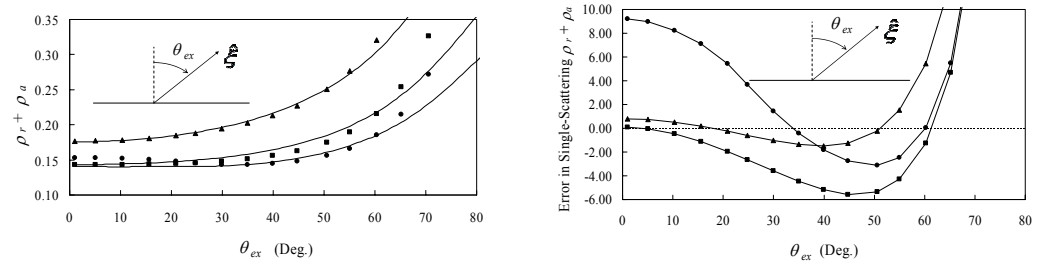 0.35
0.30
0.25
0.20
0.15
0.10
ρr + ρa
θex
ξ
0 10 20 30 40 50 60 70 80
θex (Deg.)
10.00
8.00
6.00
4.00
2.00
0.00
-2.00
-4.00
-6.00
Error in Single-Scattering ρr + ρa
θex
ξ
0 10 20 30 40 50 60 70 80
θex (Deg.)